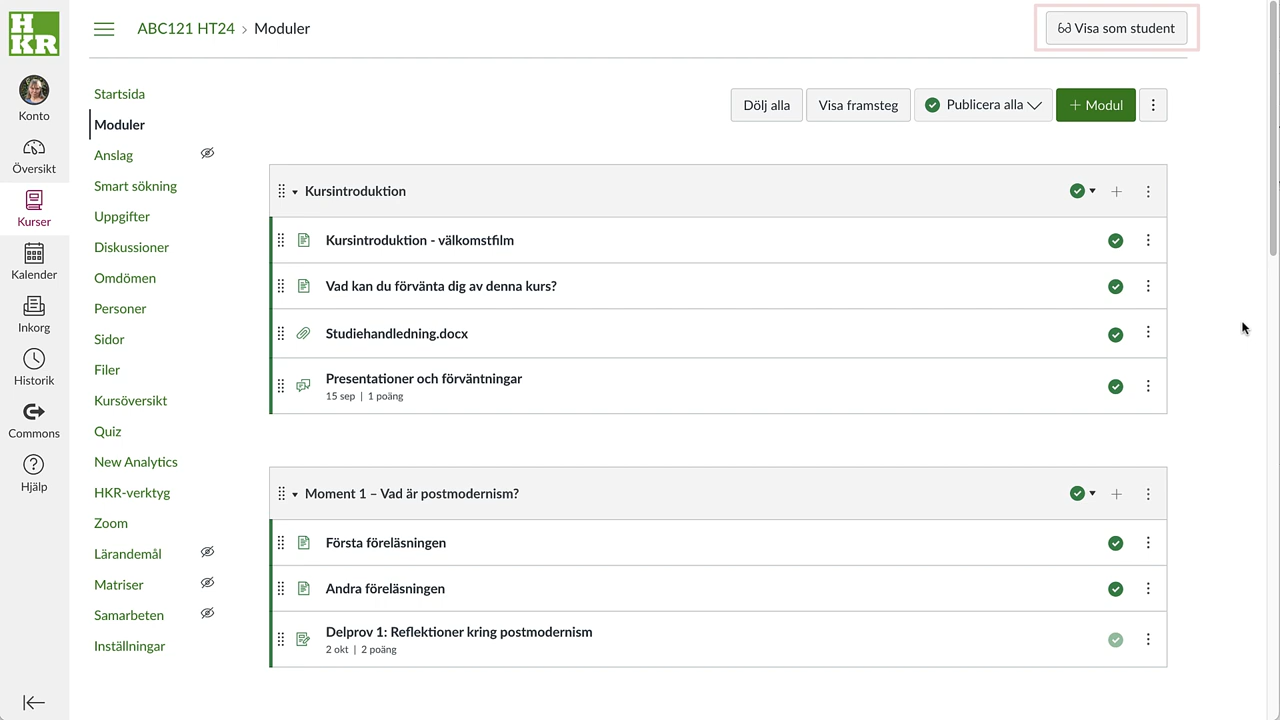 HKR
ABC121 HT24 › Moduler
Visa som student
Konto
Översikt
Kurser
Kalender
Inkorg
Historik
Commons
Hjälp
Startsida
Moduler
Anslag
Smart sökning
Uppgifter
Diskussioner
Omdömen
Personer
Sidor
Filer
Kursöversikt
Quiz
New Analytics
HKR-verktyg
Zoom
Lärandemål
Matriser
Samarbeten
Inställningar
Dölj alla
Visa framsteg
Publicera alla
+ Modul
Kursintroduktion
Kursintroduktion - välkomstfilm
Vad kan du förvänta dig av denna kurs?
Studiehandledning.docx
Presentationer och förväntningar
15 sep | 1 poäng
Moment 1 – Vad är postmodernism?
Första föreläsningen
Andra föreläsningen
Delprov 1: Reflektioner kring postmodernism
2 okt | 2 poäng